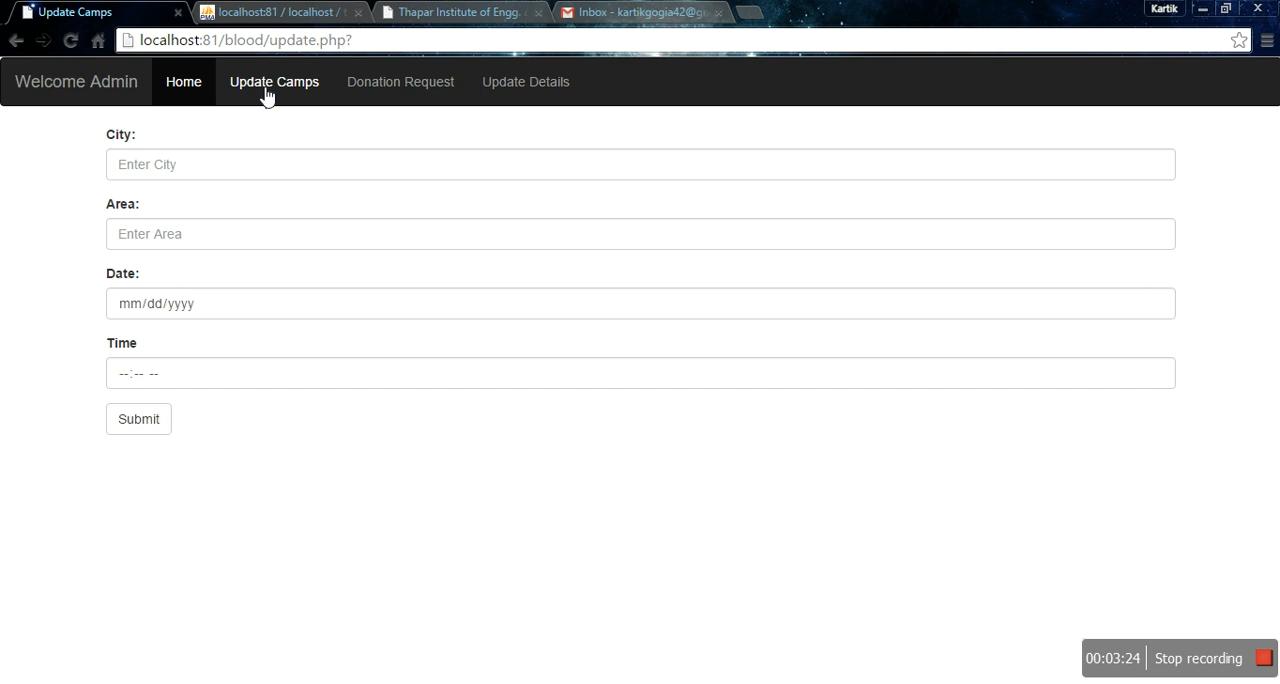 Update Camps
localhost:81 / localhost / t
Thapar Institute of Engg.
Inbox - kartikgogia42@g
Kartik
localhost:81/blood/update.php?
Welcome Admin
Home
Update Camps
Donation Request
Update Details
City:
Enter City
Area:
Enter Area
Date:
mm/dd/yyyy
Time
--:-- --
Submit
00:03:24
Stop recording